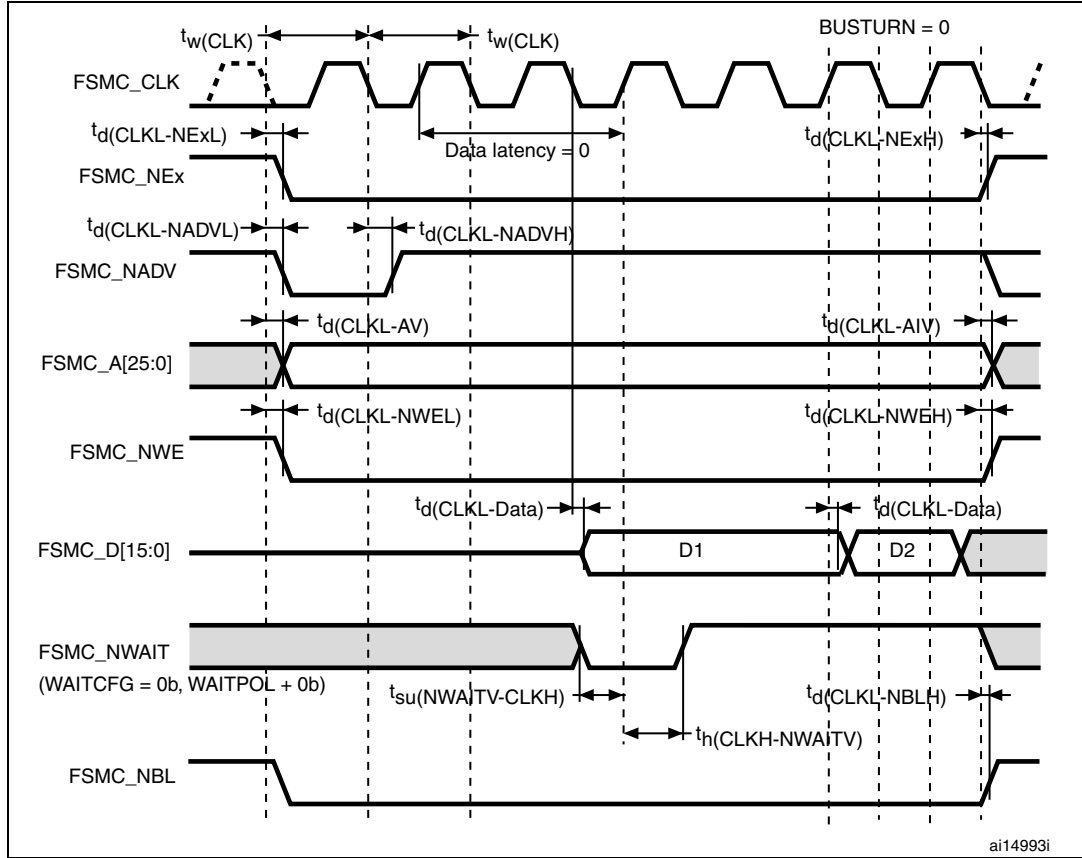 BUSTURN = 0
tw(CLK)
tw(CLK)
FSMC_CLK
td(CLKL-NExL)
Data latency = 0
td(CLKL-NExH)
FSMC_NEx
td(CLKL-NADVL)
td(CLKL-NADVH)
FSMC_NADV
td(CLKL-AV)
td(CLKL-AIV)
FSMC_A[25:0]
td(CLKL-NWEL)
td(CLKL-NWEH)
FSMC_NWE
td(CLKL-Data)
td(CLKL-Data)
FSMC_D[15:0]
D1
D2
FSMC_NWAIT
(WAITCFG = 0b, WAITPOL + 0b)
tsu(NWAITV-CLKH)
td(CLKL-NBLH)
th(CLKH-NWAITV)
FSMC_NBL
ai14993i